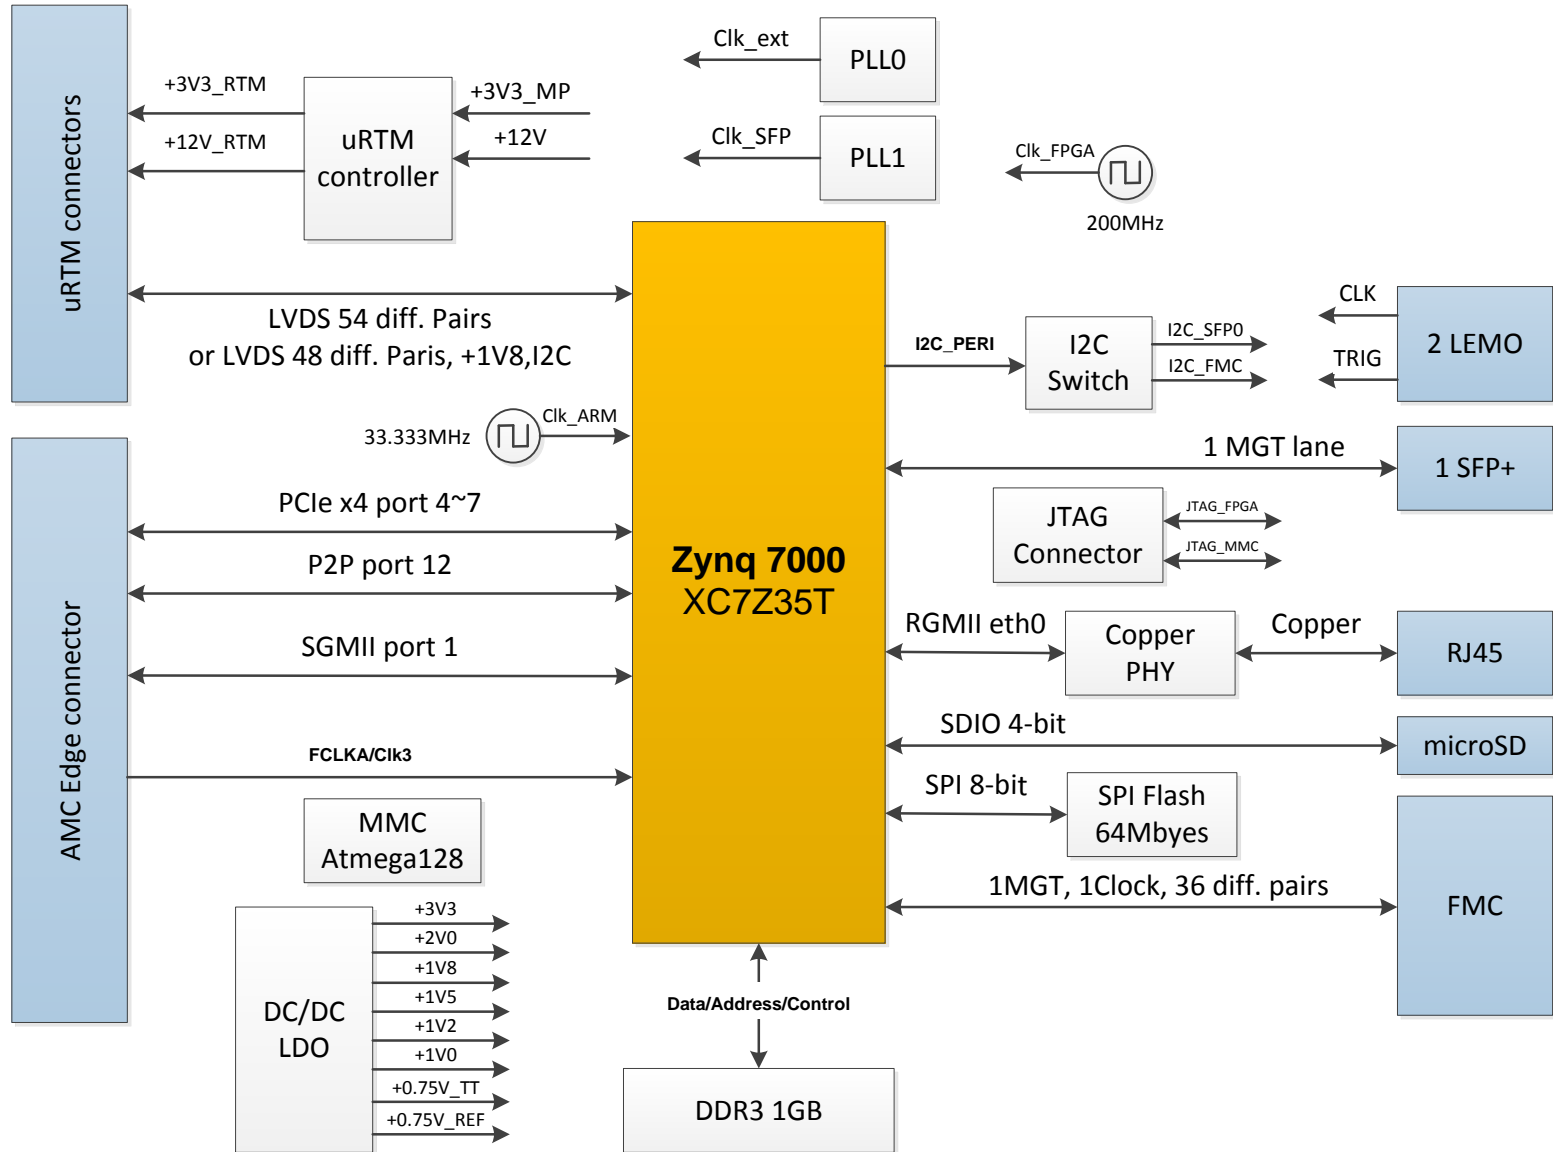 uRTM connectors
+3V3_RTM
+12V_RTM
uRTM
controller
+3V3_MP
+12V
Clk_ext
PLL0
Clk_SFP
PLL1
Clk_FPGA
200MHz
LVDS 54 diff. Pairs
or LVDS 48 diff. Paris, +1V8,I2C
33.333MHz
Clk_ARM
I2C_PERI
I2C
Switch
I2C_SFP0
I2C_FMC
CLK
TRIG
2 LEMO
1 MGT lane
1 SFP+
AMC Edge connector
PCIe x4 port 4~7
P2P port 12
SGMII port 1
FCLKA/Clk3
Zynq 7000
XC7Z35T
JTAG
Connector
JTAG_FPGA
JTAG_MMC
RGMII eth0
Copper
PHY
Copper
RJ45
SDIO 4-bit
microSD
SPI 8-bit
SPI Flash
64Mbyes
1MGT, 1Clock, 36 diff. pairs
FMC
MMC
Atmega128
DC/DC
LDO
+3V3
+2V0
+1V8
+1V5
+1V2
+1V0
+0.75V_TT
+0.75V_REF
Data/Address/Control
DDR3 1GB